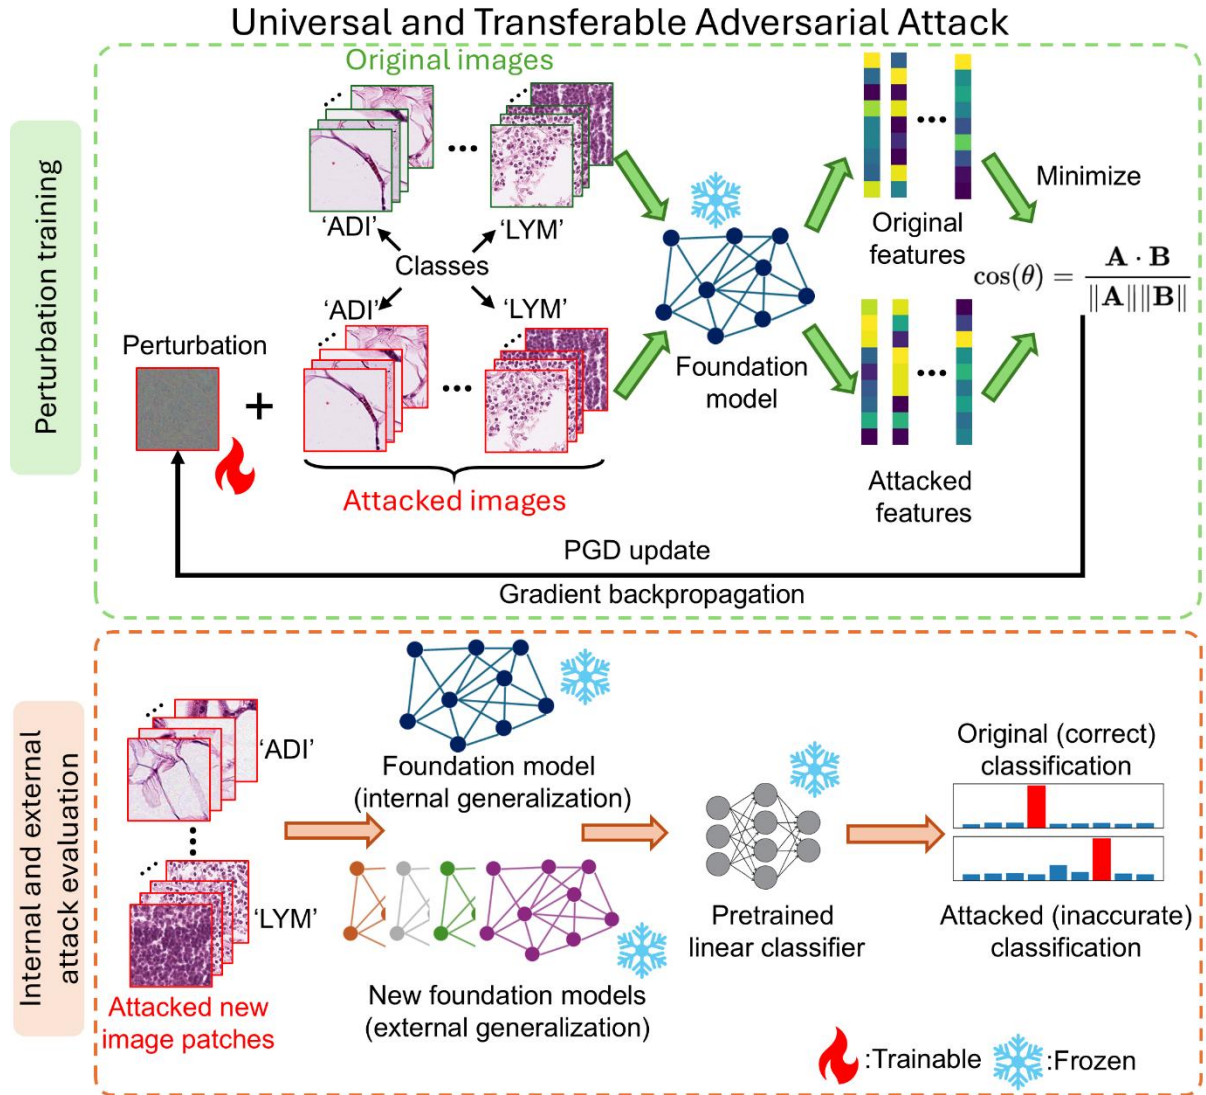 Universal and Transferable Adversarial Attack
Perturbation training
Original images
'ADI'
'LYM'
Classes
'ADI'
'LYM'
Perturbation
+
Attacked images
Foundation
model
Original
features
Attacked
features
Minimize
cos(θ) = A · B / ‖A‖‖B‖
PGD update
Gradient backpropagation
Internal and external
attack evaluation
'ADI'
'LYM'
Attacked new
image patches
Foundation model
(internal generalization)
New foundation models
(external generalization)
Pretrained
linear classifier
Original (correct)
classification
Attacked (inaccurate)
classification
:Trainable
:Frozen